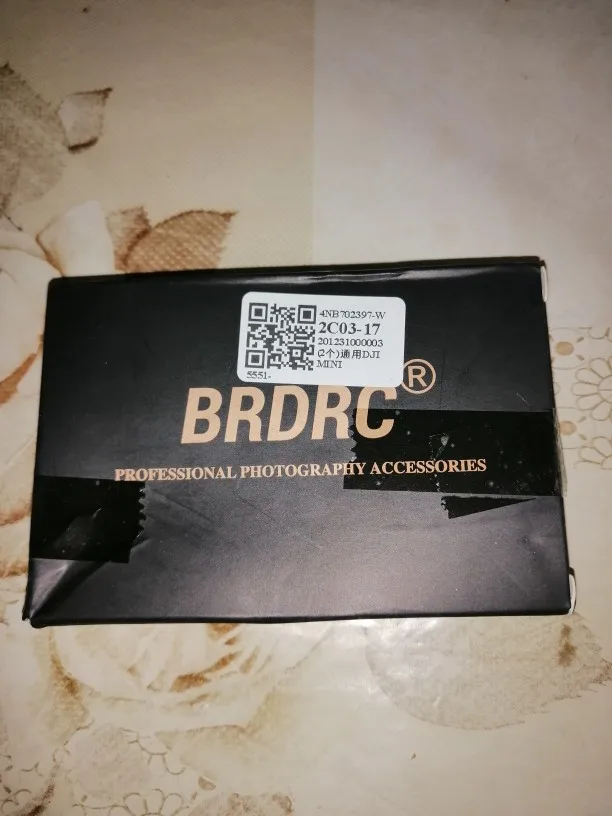 4NB702397-W
2C03-17
201231000003
(2个)通用DJI
MINI
5551-
BRDRC®
PROFESSIONAL PHOTOGRAPHY ACCESSORIES